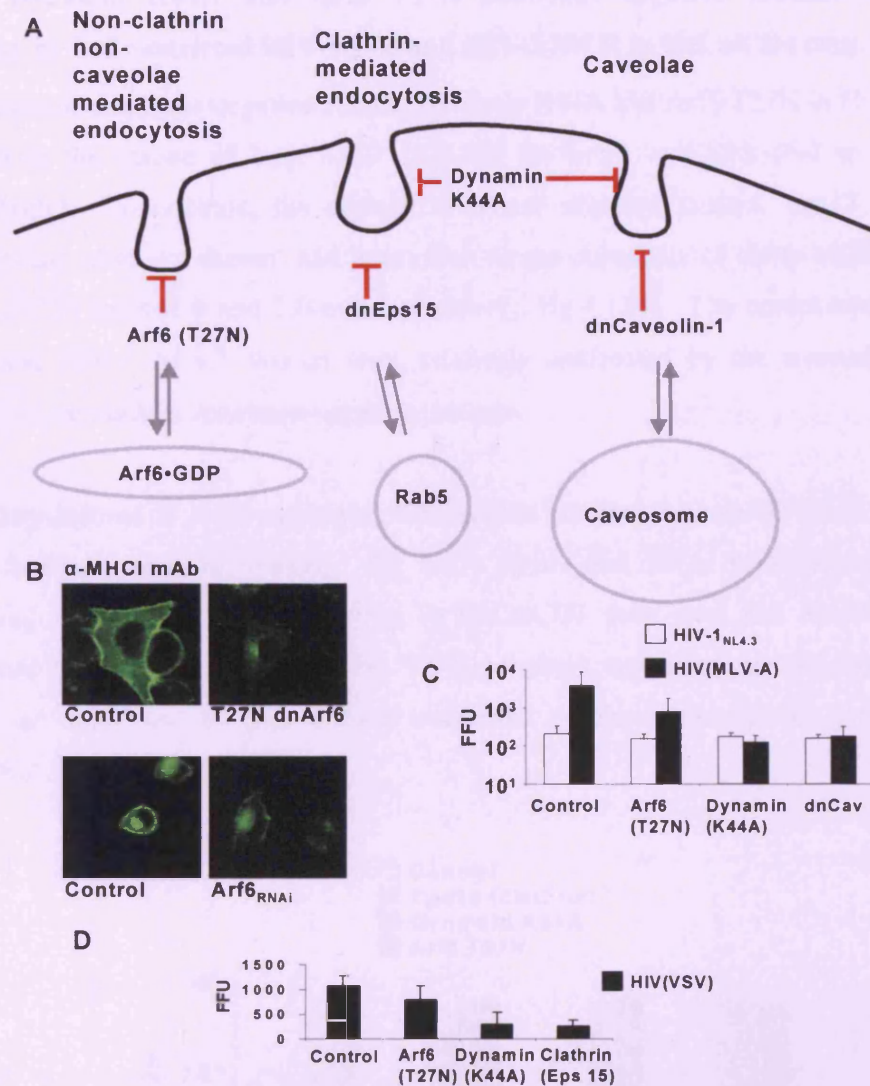 A
Non-clathrin
non-
caveolae
mediated
endocytosis
Clathrin-
mediated
endocytosis
Caveolae
Dynamin
K44A
Arf6 (T27N)
dnEps15
dnCaveolin-1
Arf6•GDP
Rab5
Caveosome
B
α-MHCI mAb
Control
T27N dnArf6
Control
Arf6RNAi
C
HIV-1NL4.3
HIV(MLV-A)
FFU
10⁴
10³
10²
10¹
Control
Arf6
(T27N)
Dynamin
(K44A)
dnCav
D
HIV(VSV)
FFU
1500
1000
500
0
Control
Arf6
(T27N)
Dynamin
(K44A)
Clathrin
(Eps 15)